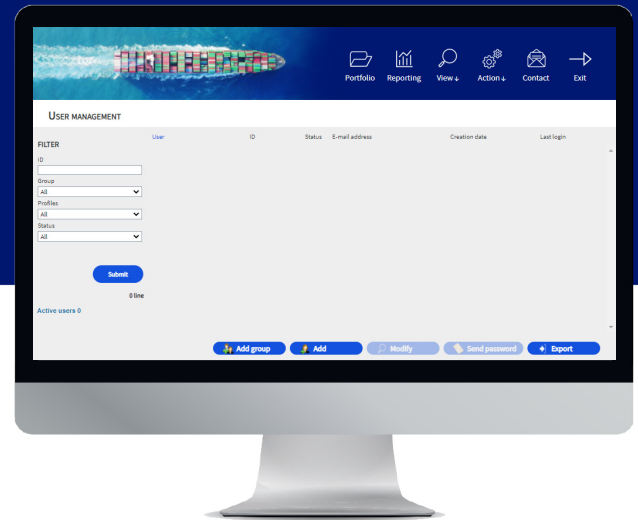 Portfolio Reporting View↓ Action↓ Contact Exit
USER MANAGEMENT
User ID Status E-mail address Creation date Last login
FILTER
ID
Group
All
Profiles
All
Status
All
Submit
0 line
Active users 0
Add group Add Modify Send password Export